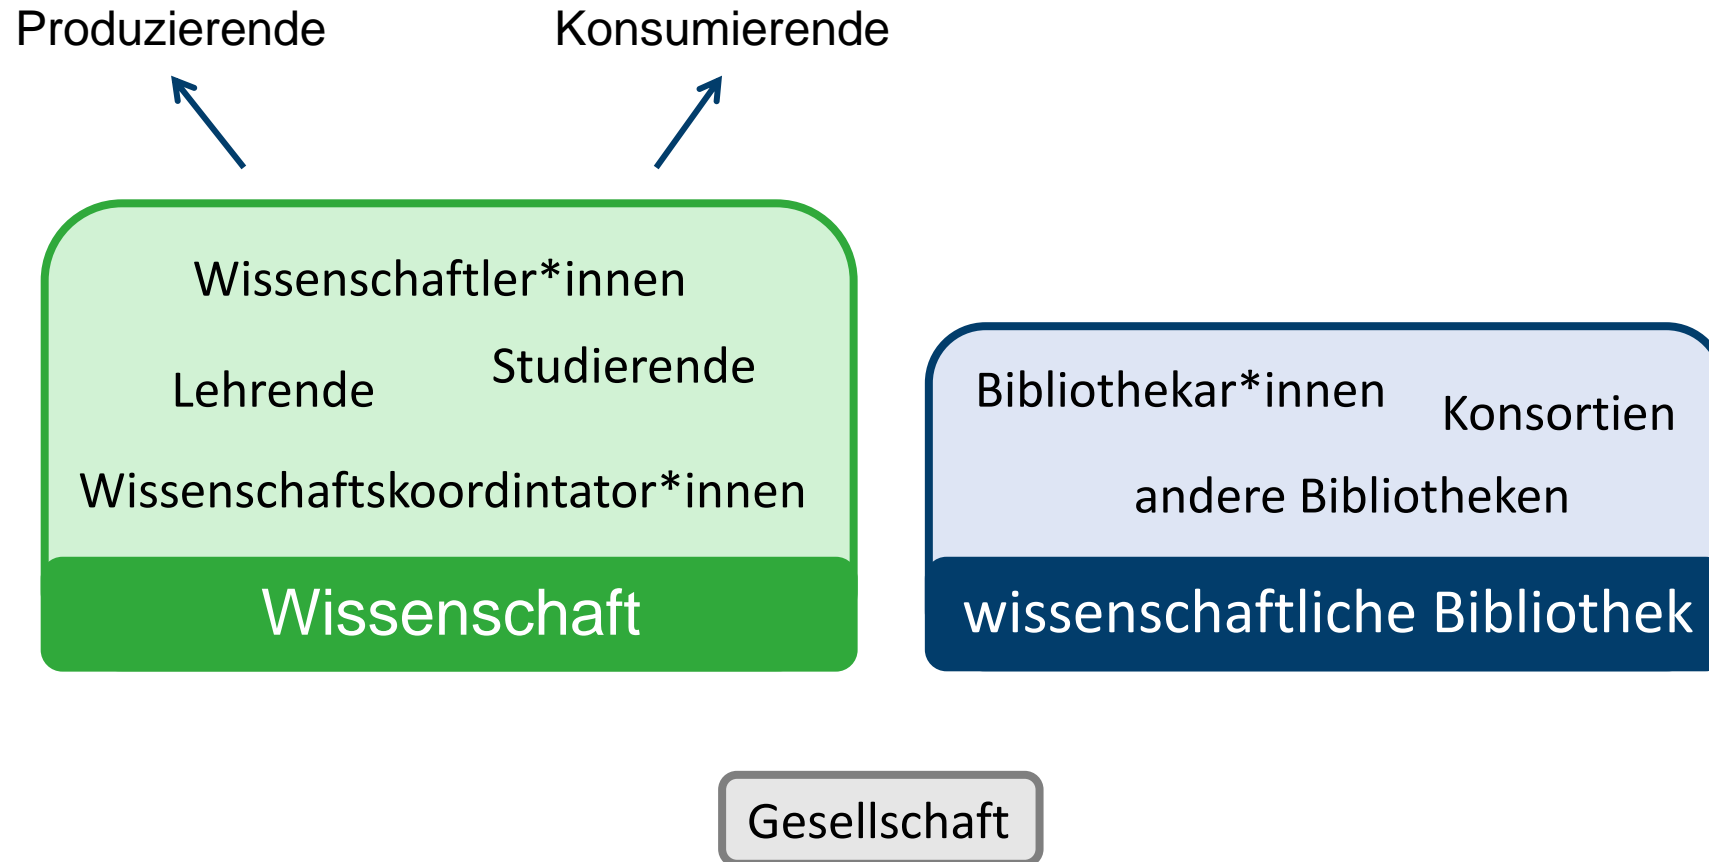 Produzierende
Konsumierende
Wissenschaftler*innen
Lehrende
Studierende
Wissenschaftskoordintator*innen
Wissenschaft
Bibliothekar*innen
Konsortien
andere Bibliotheken
wissenschaftliche Bibliothek
Gesellschaft